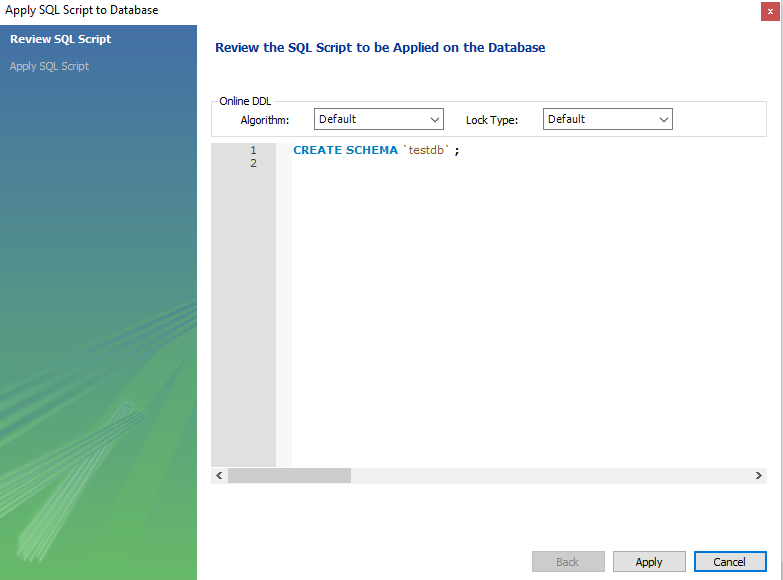 Apply SQL Script to Database
x
Review SQL Script
Apply SQL Script
Review the SQL Script to be Applied on the Database
Online DDL
Algorithm: Default Lock Type: Default
1 CREATE SCHEMA `testdb` ;
2
Back Apply Cancel